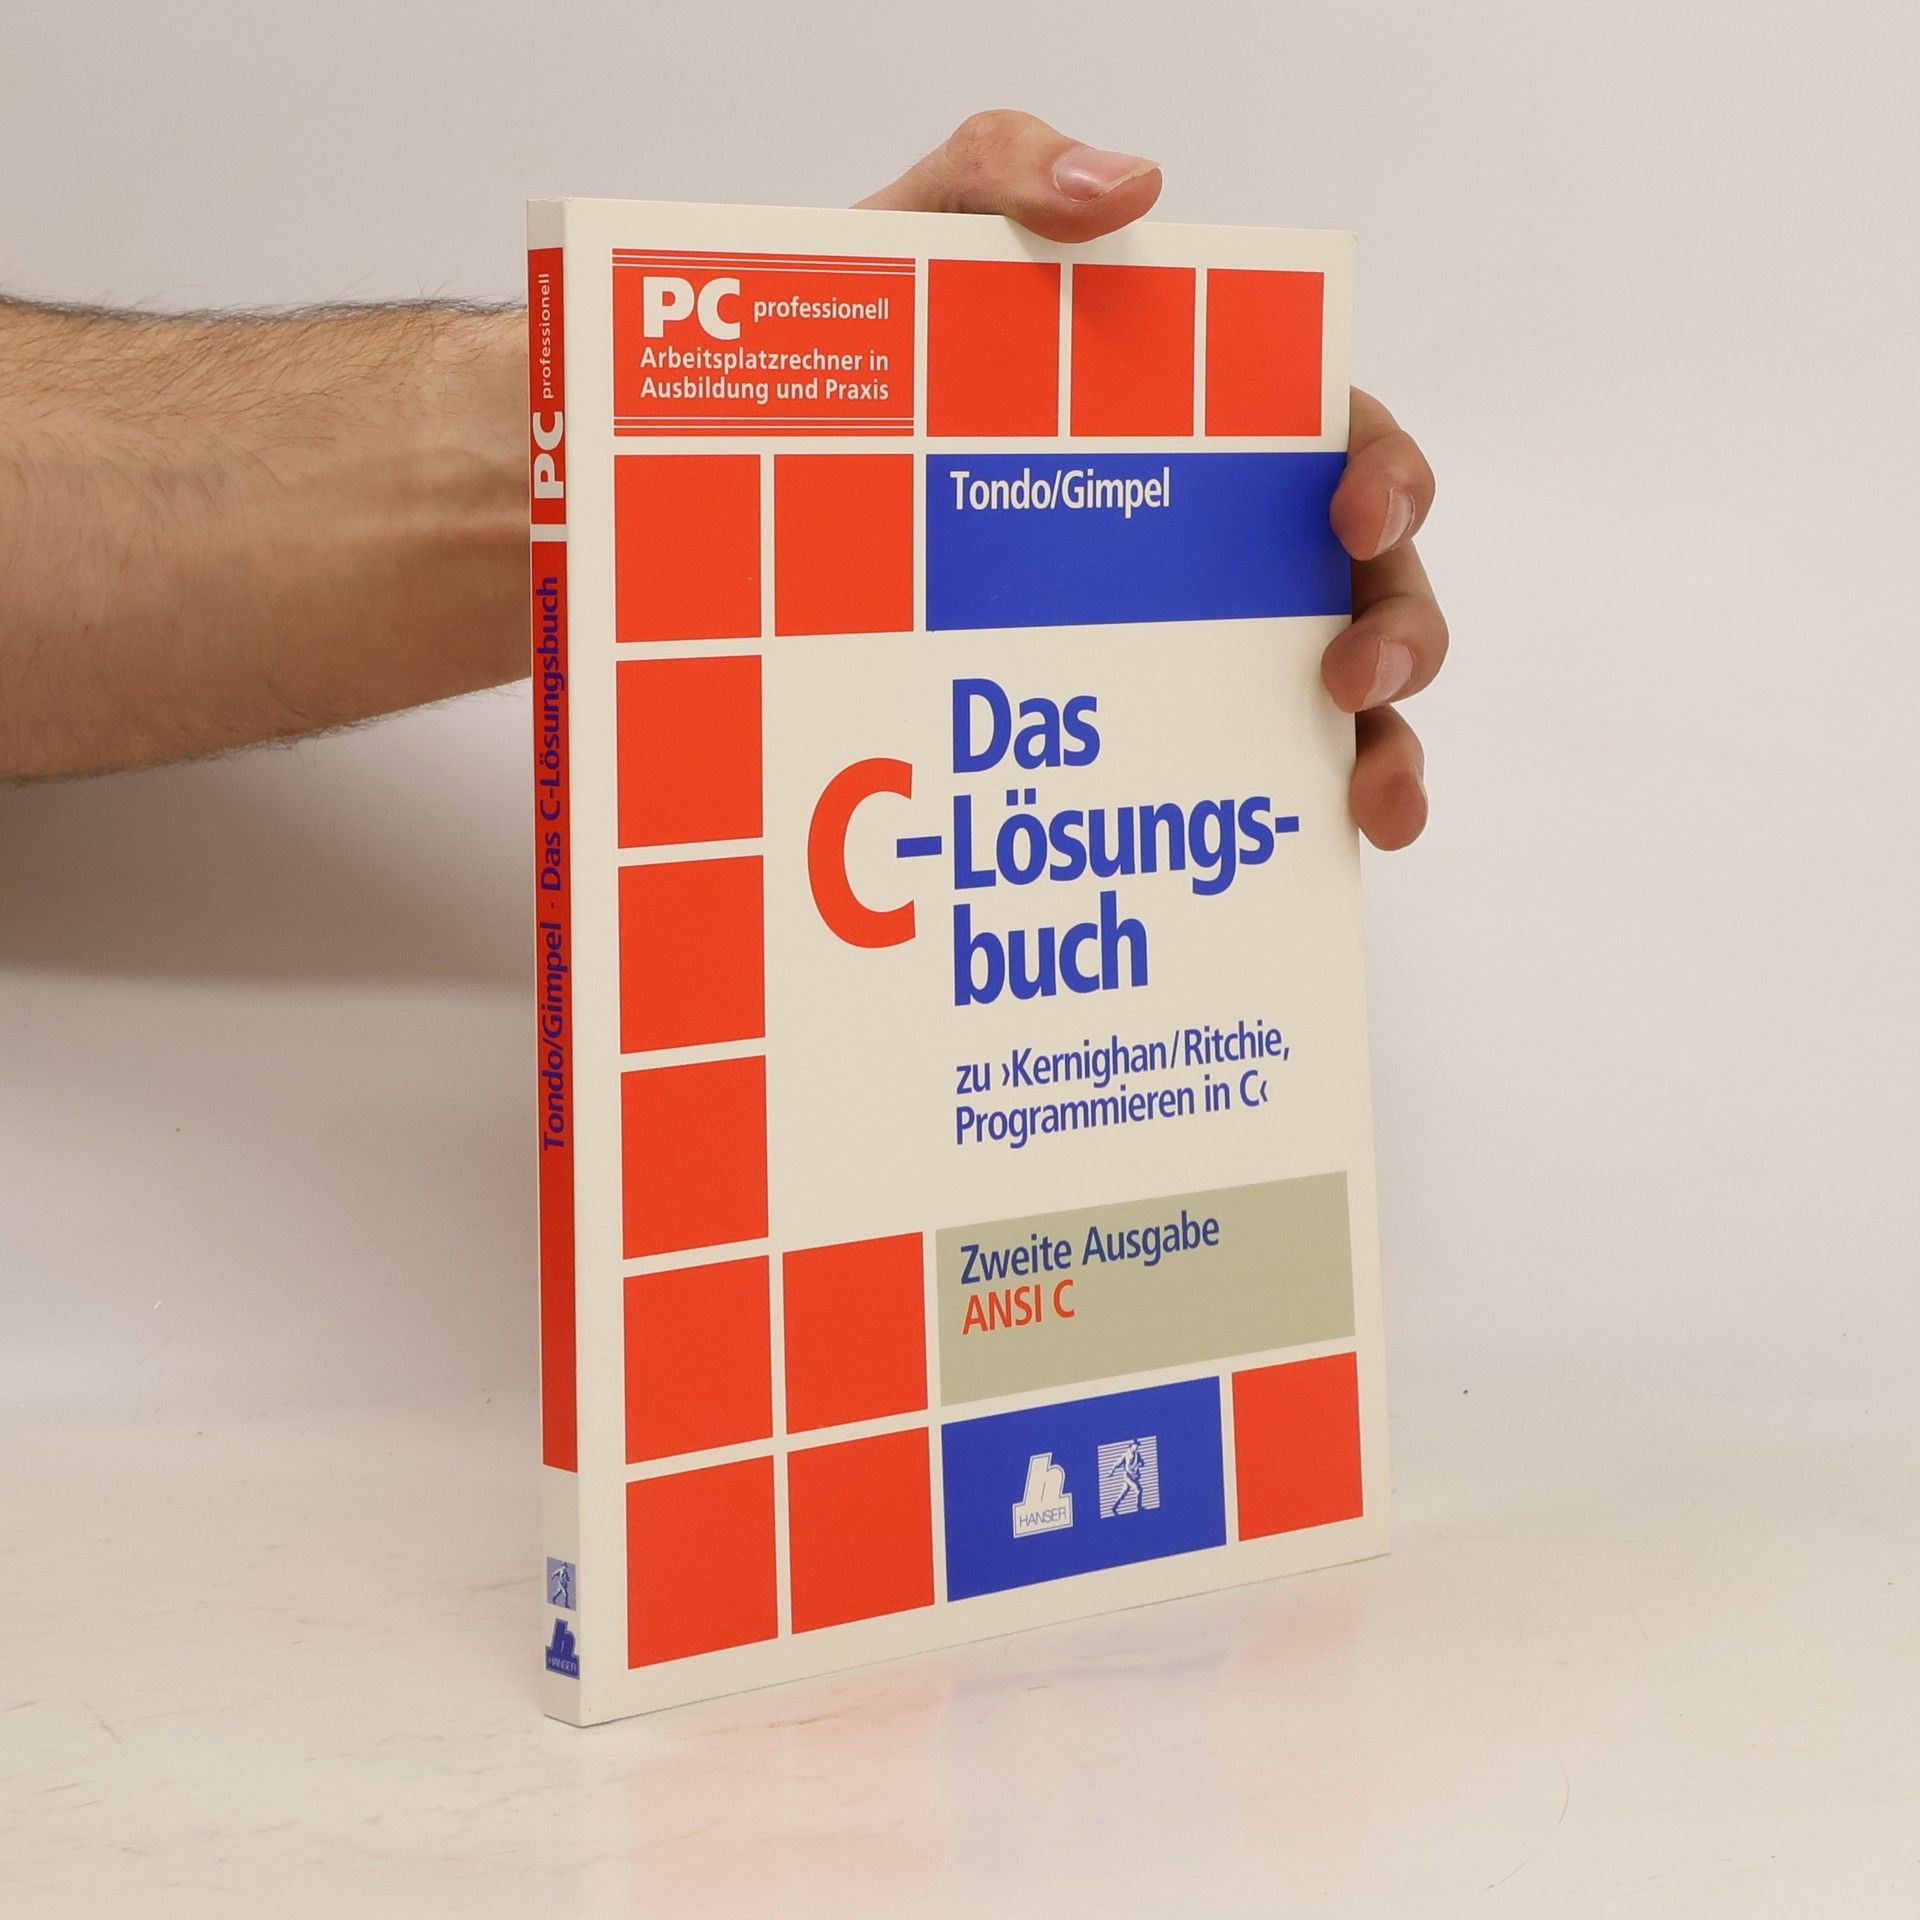 PC professionell
Arbeitsplatzrechner in
Ausbildung und Praxis
Tondo/Gimpel
Das
C-Lösungs-
buch
zu ›Kernighan/Ritchie,
Programmieren in C‹
Zweite Ausgabe
ANSI C
HANSER
Tondo/Gimpel · Das C-Lösungsbuch
PC professionell
HANSER